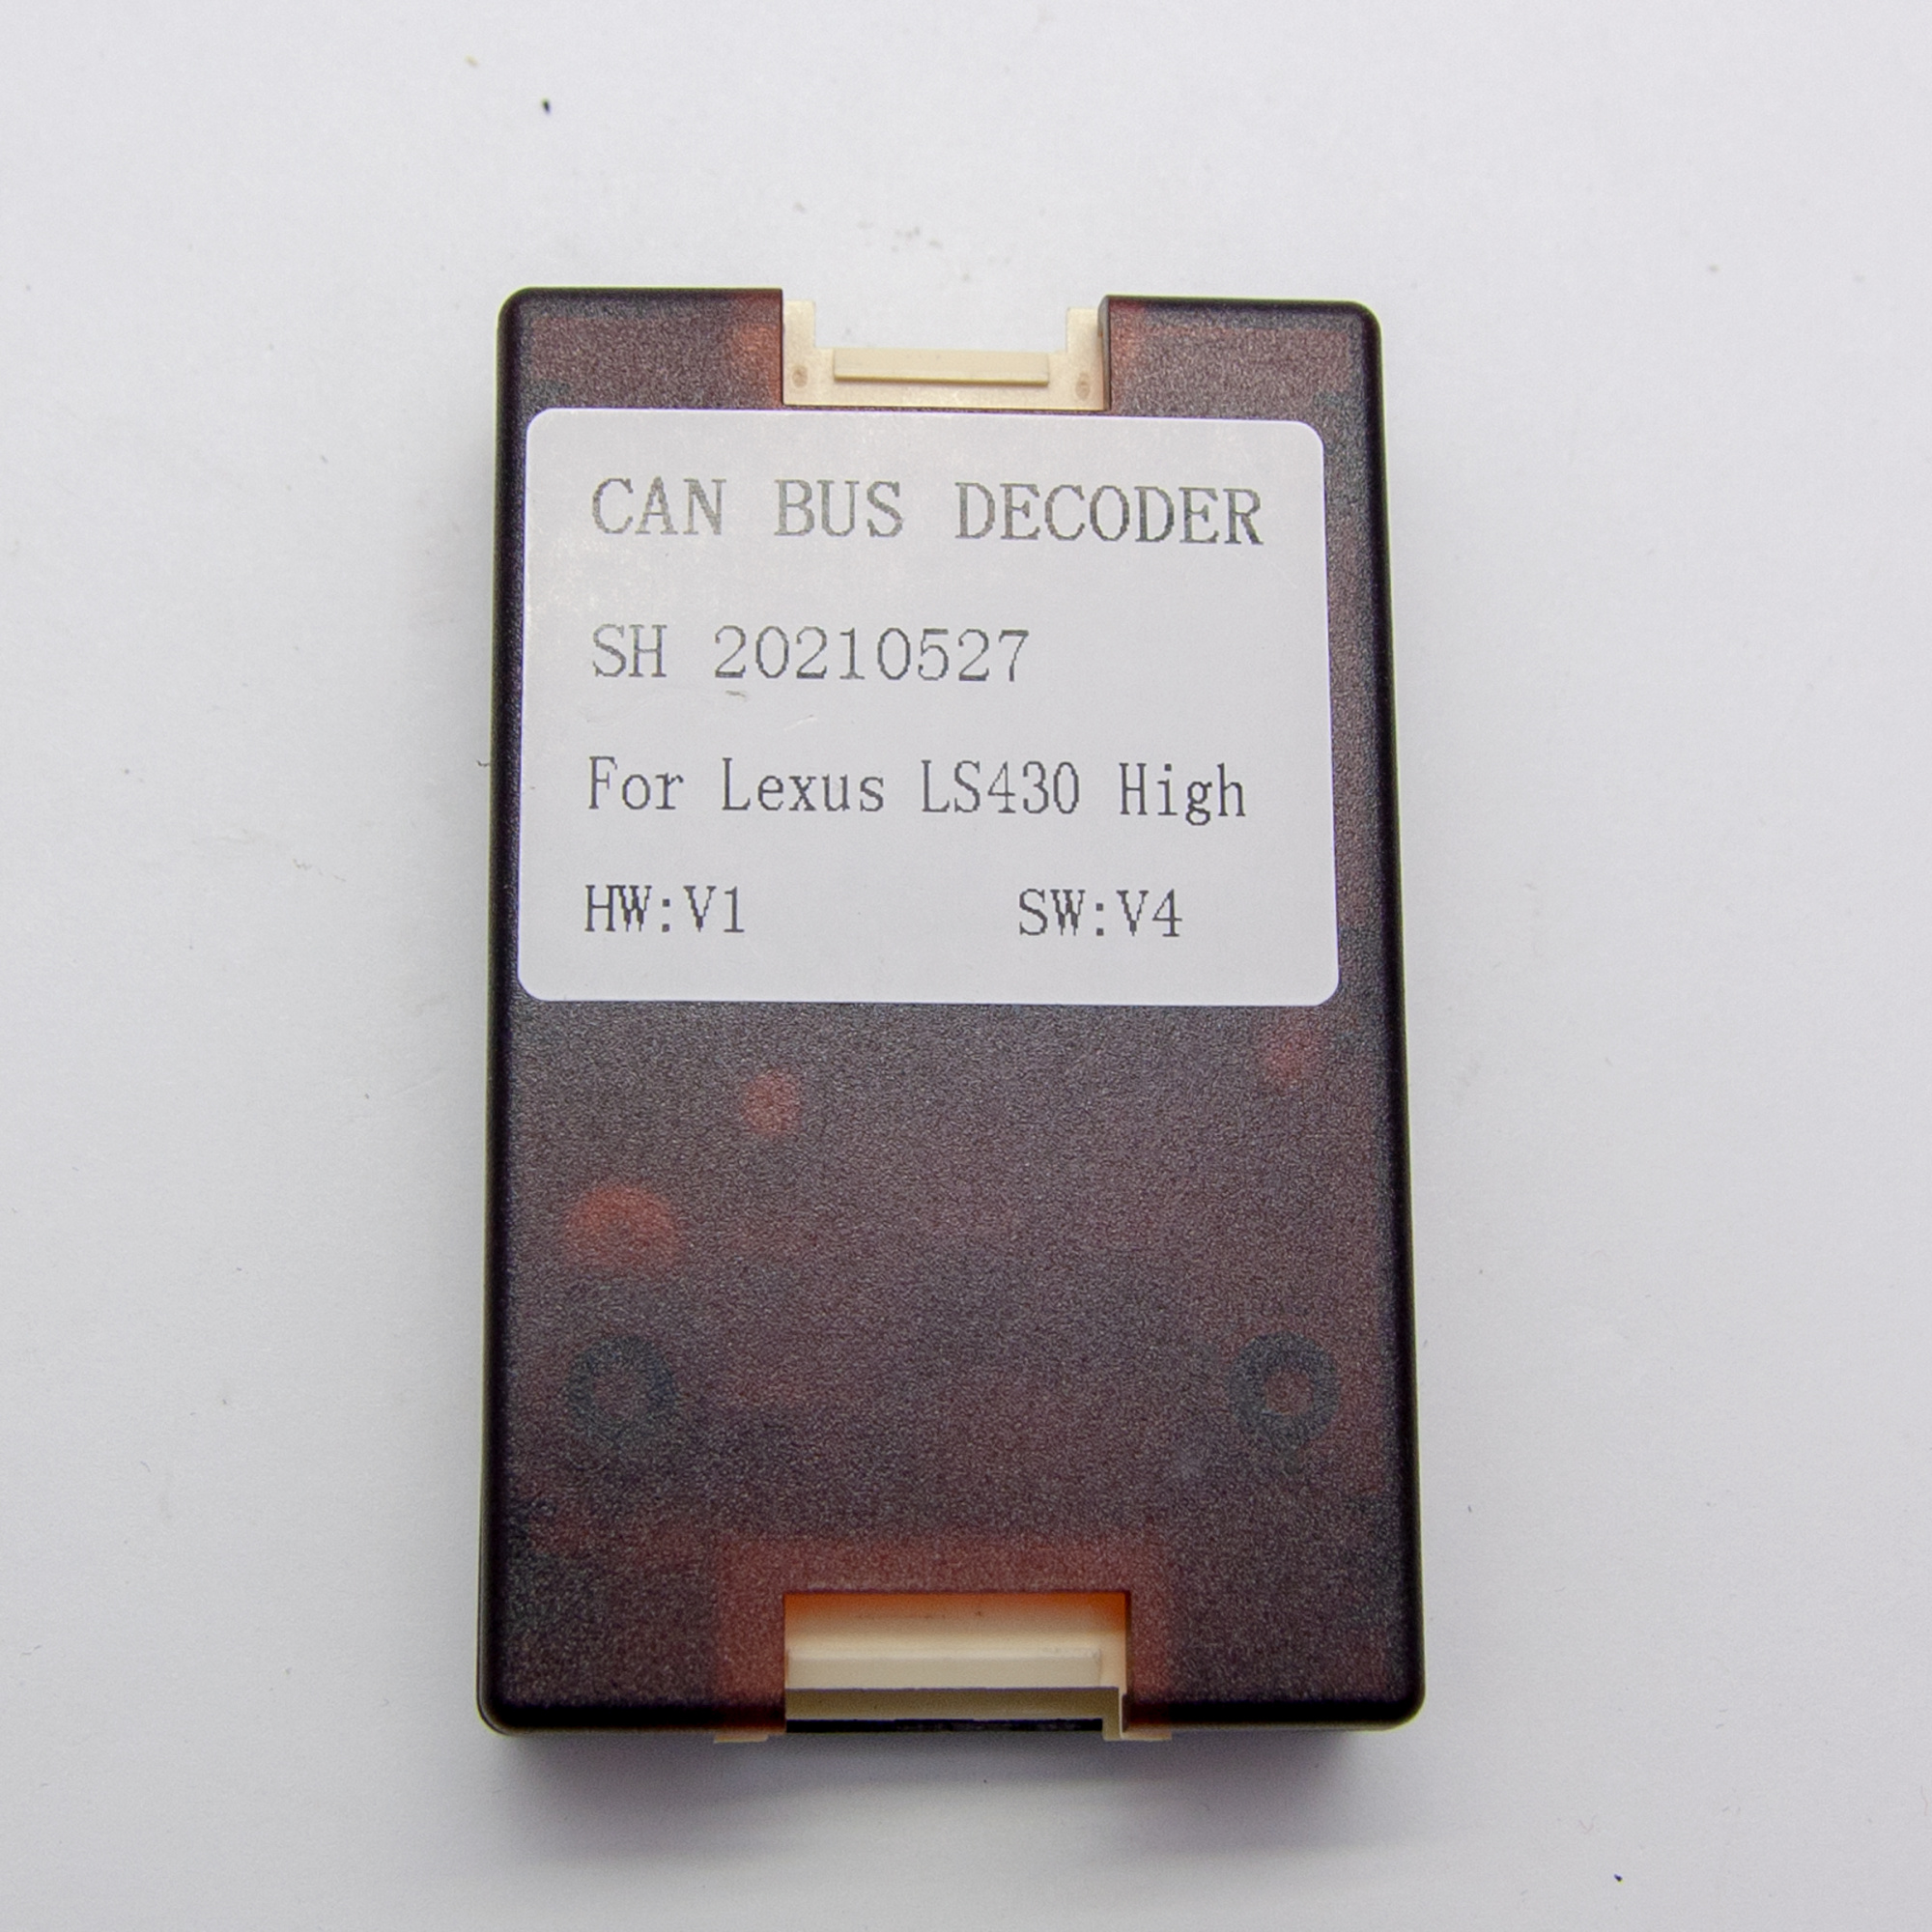 CAN BUS DECODER
SH 20210527
For Lexus LS430 High
HW:V1 SW:V4